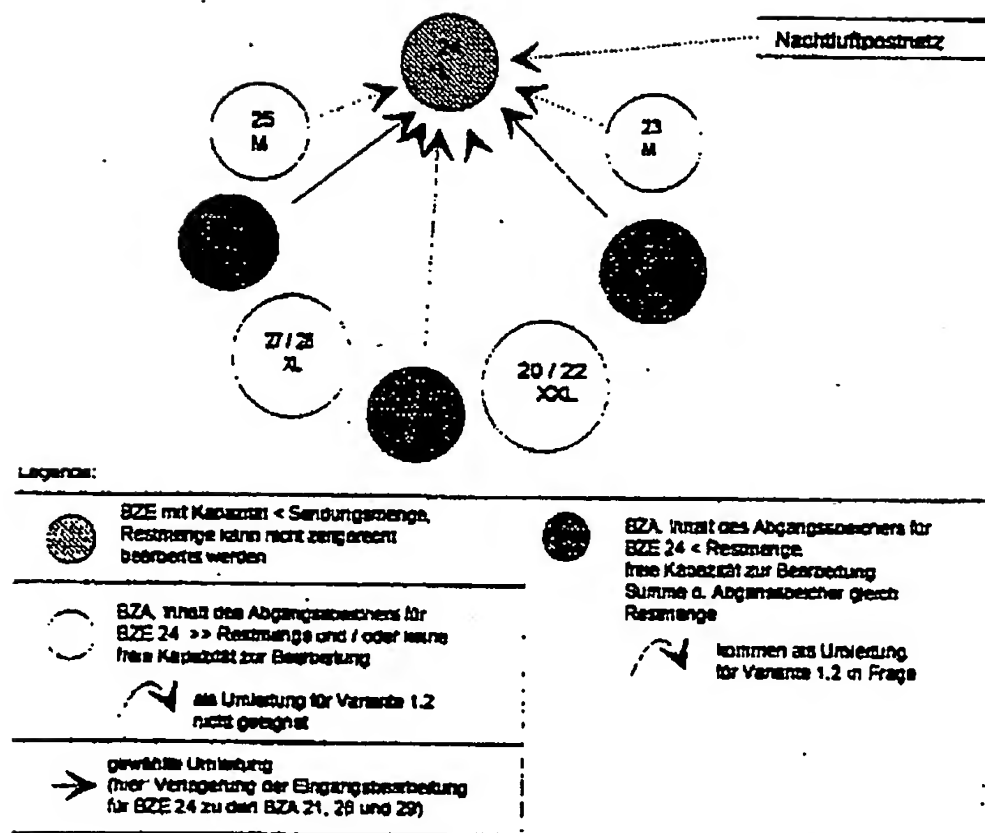 24
Nachtluftpostnetz
25
M
23
M
XL
20 / 22
XXL
Legende:
BZE mit Kapazität < Sendungsmenge,
Restmenge kann nicht zeitgerecht
bearbeitet werden
BZA, Inhalt des Abgangsspeichers für
BZE 24 >> Restmenge und / oder keine
freie Kapazität zur Bearbeitung
als Umleitung für Variante 1.2
nicht geeignet
gewählte Umleitung
(hier: Verlagerung der Eingangsbearbeitung
für BZE 24 zu den BZA 21, 28 und 29)
BZA, Inhalt des Abgangsspeichers für
BZE 24 < Restmenge,
freie Kapazität zur Bearbeitung
Summe d. Abgangsspeicher gleich
Restmenge
kommen als Umleitung
für Variante 1.2 in Frage